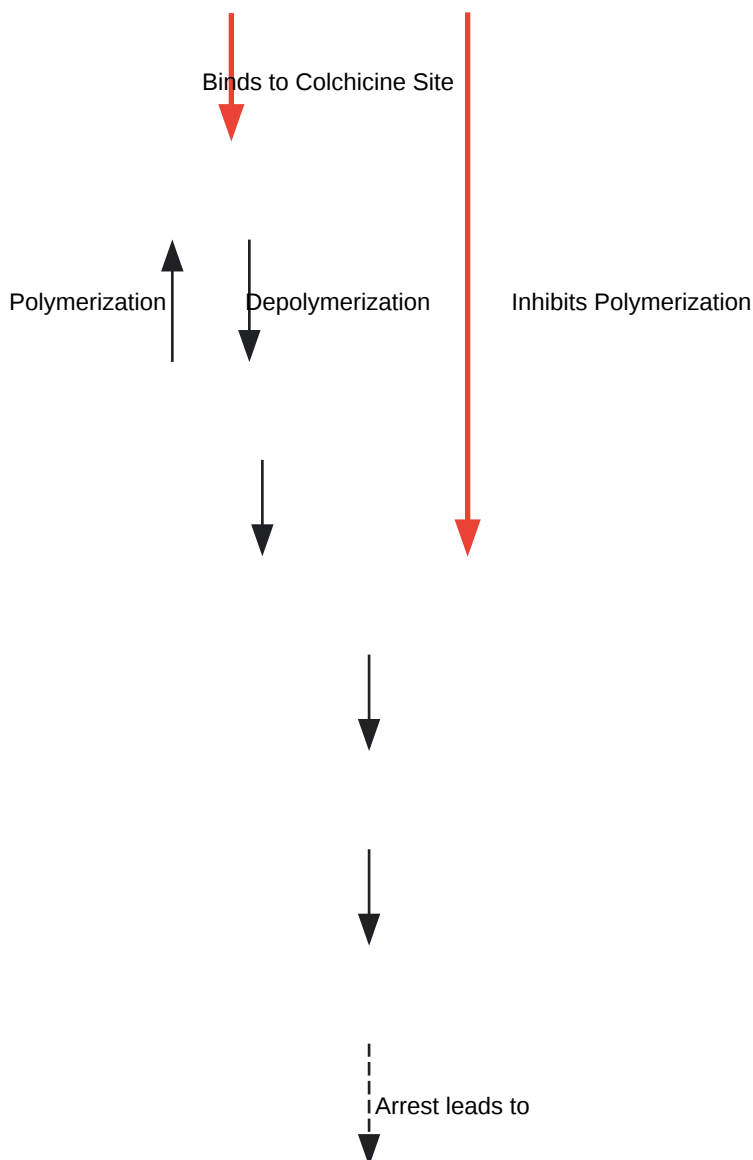 Binds to Colchicine Site
Polymerization
Depolymerization
Inhibits Polymerization
Arrest leads to